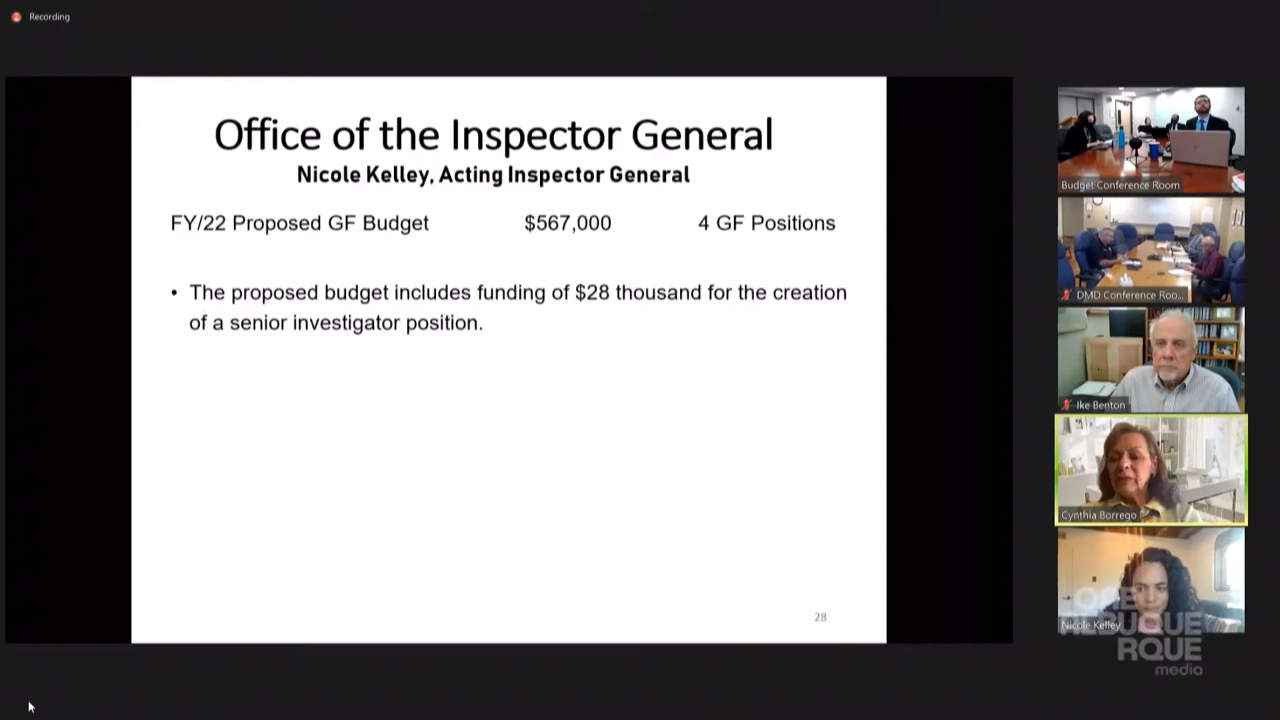 Recording
Office of the Inspector General
Nicole Kelley, Acting Inspector General
FY/22 Proposed GF Budget $567,000 4 GF Positions
• The proposed budget includes funding of $28 thousand for the creation
of a senior investigator position.
28
Budget Conference Room
DMD Conference Roo...
Ike Benton
Cynthia Borrego
Nicole Kelley
ALBUQUE
RQUE
media